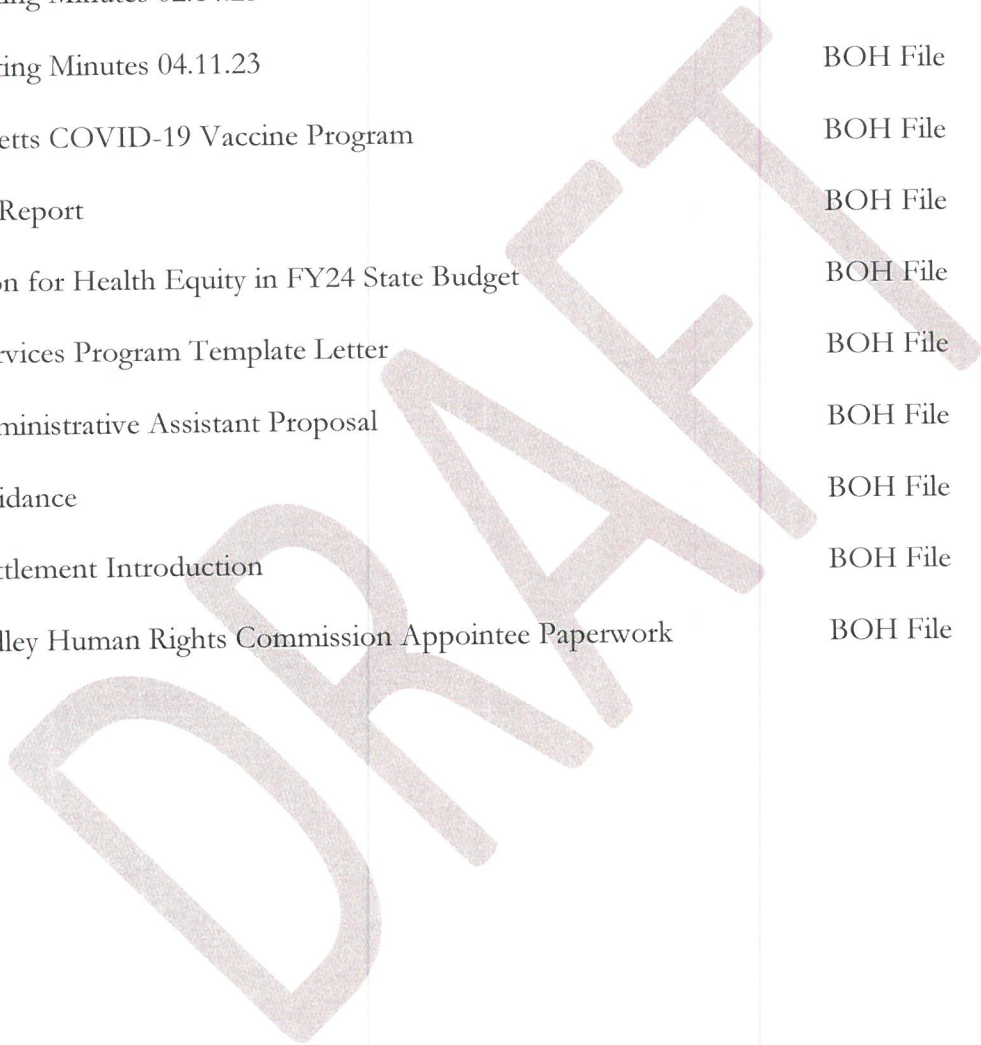 ing Minutes 04.11.23 BOH File
etts COVID-19 Vaccine Program BOH File
Report BOH File
on for Health Equity in FY24 State Budget BOH File
rvices Program Template Letter BOH File
ministrative Assistant Proposal BOH File
idance BOH File
ttlement Introduction BOH File
lley Human Rights Commission Appointee Paperwork BOH File
DRAFT